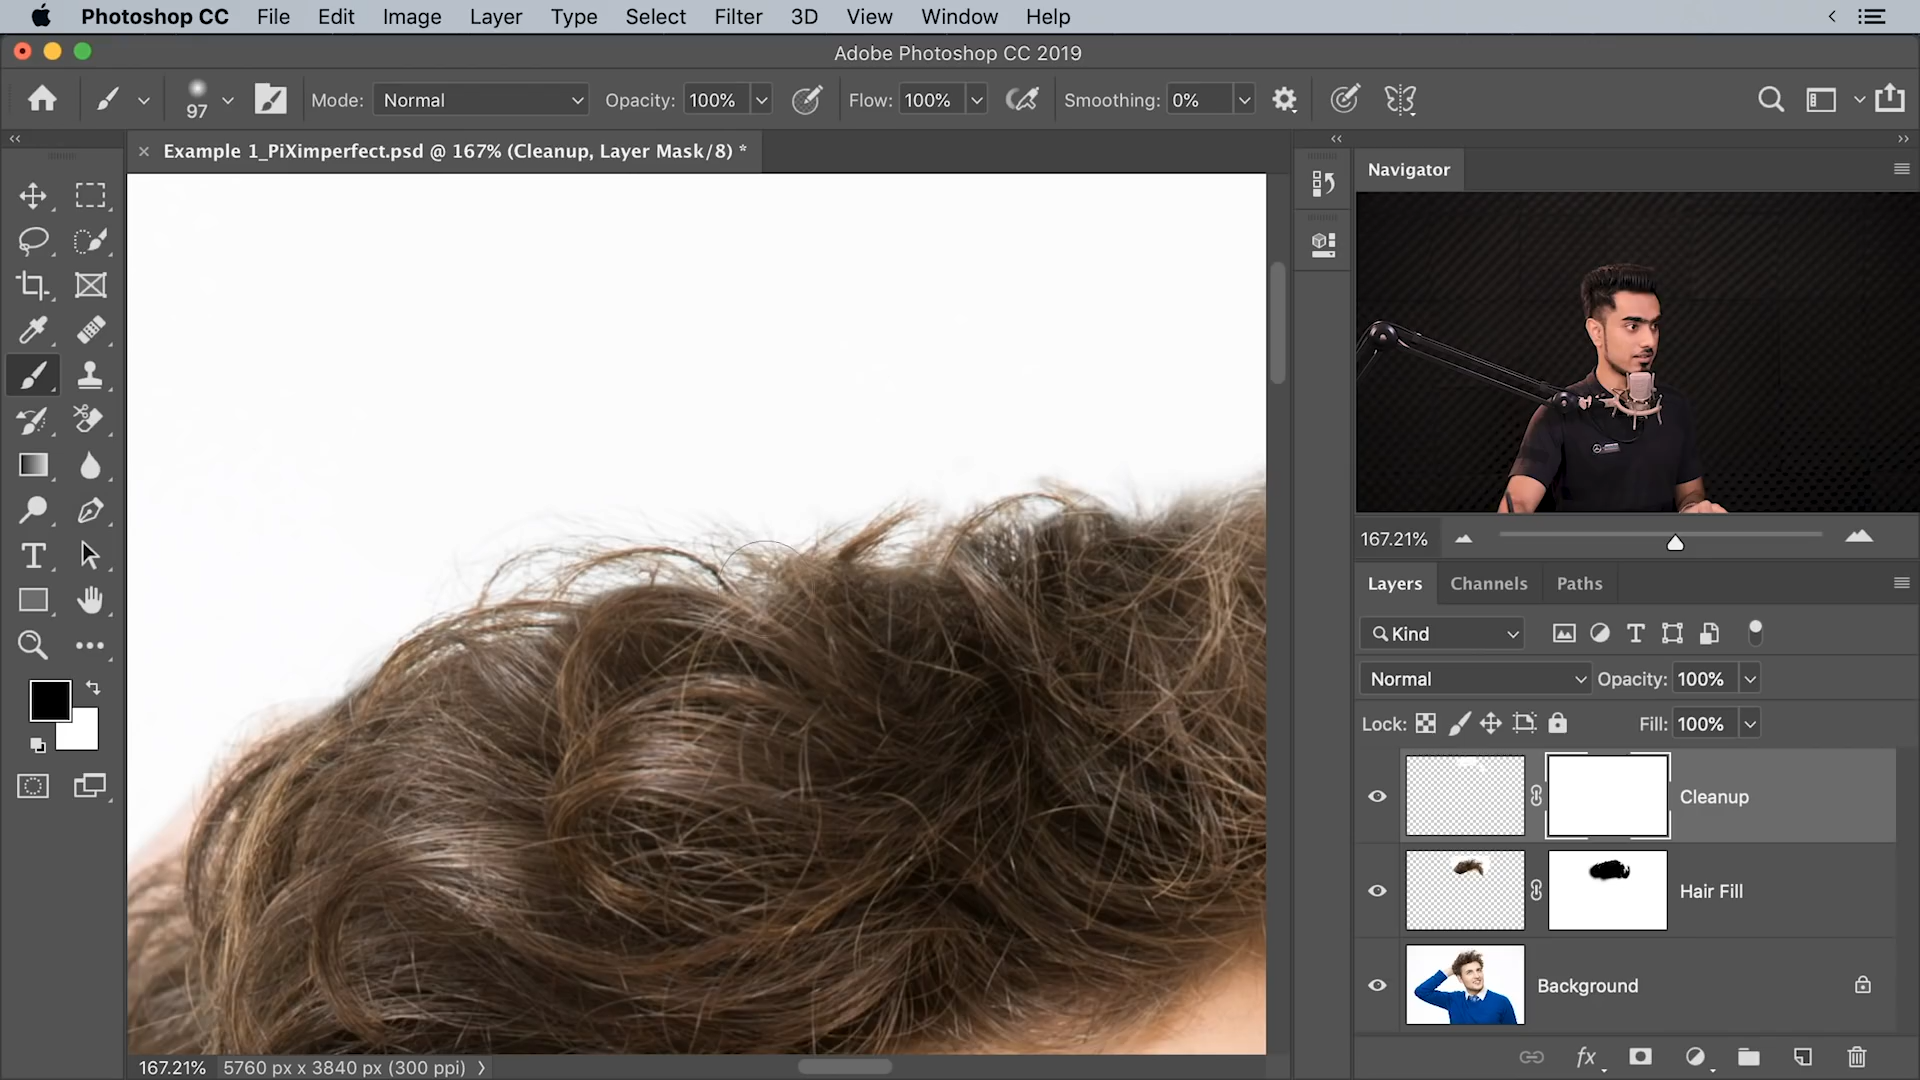 Photoshop CC File Edit Image Layer Type Select Filter 3D View Window Help
Adobe Photoshop CC 2019
97 Mode: Normal Opacity: 100% Flow: 100% Smoothing: 0%
Example 1_PiXimperfect.psd @ 167% (Cleanup, Layer Mask/8) *
Navigator
167.21%
Layers Channels Paths
Kind
Normal Opacity: 100%
Lock: Fill: 100%
Cleanup
Hair Fill
Background
fx
167.21% 5760 px x 3840 px (300 ppi)